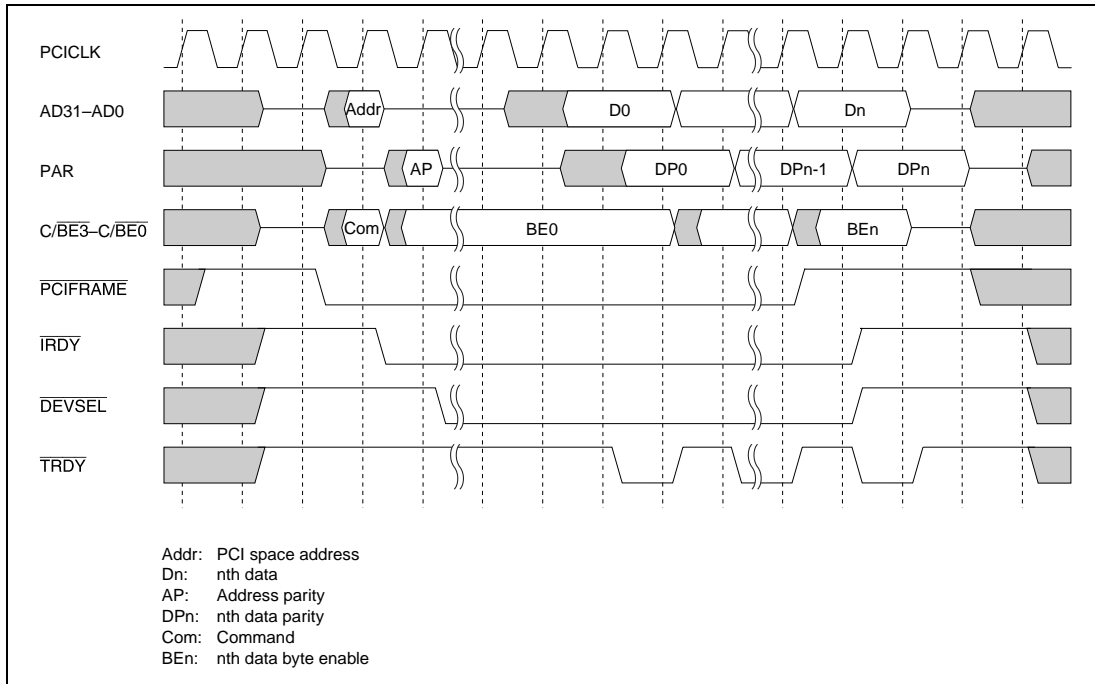 PCICLK
AD31–AD0
Addr
D0
Dn
PAR
AP
DP0
DPn-1
DPn
C/BE3–C/BE0
Com
BE0
BEn
PCIFRAME
IRDY
DEVSEL
TRDY
Addr: PCI space address
Dn: nth data
AP: Address parity
DPn: nth data parity
Com: Command
BEn: nth data byte enable